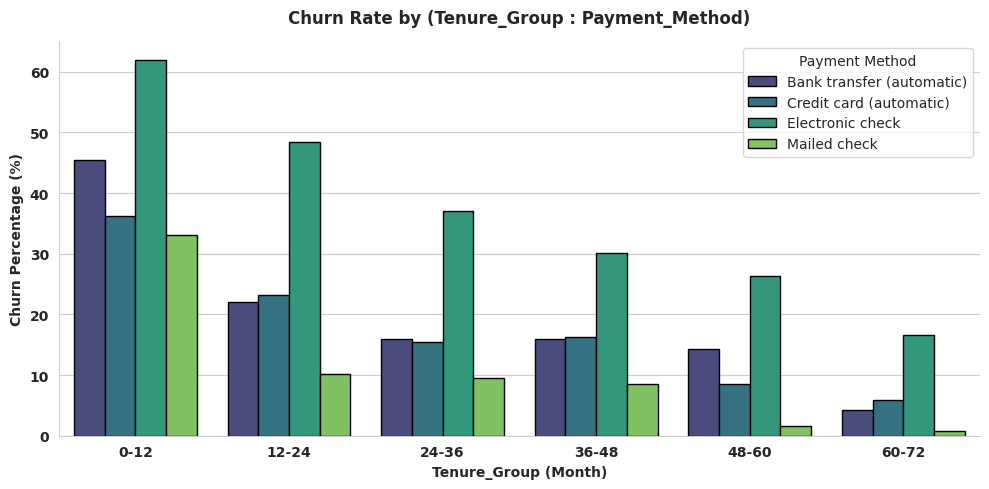 Churn Rate by (Tenure_Group : Payment_Method)
Payment Method
Bank transfer (automatic)
Credit card (automatic)
Electronic check
Mailed check
Churn Percentage (%)
60
50
40
30
20
10
0
0-12 12-24 24-36 36-48 48-60 60-72
Tenure_Group (Month)